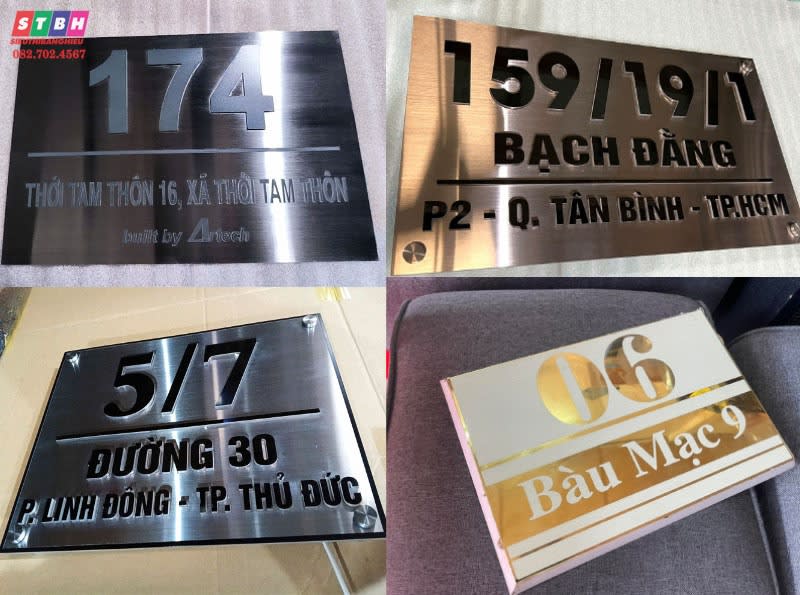 STBH
SIEUTHIBANGHIEU
082.702.4567
174
THỚI TAM THÔN 16, XÃ THỚI TAM THÔN
built by Artech
159/19/1
BẠCH ĐẰNG
P2 - Q. TÂN BÌNH - TP.HCM
5/7
ĐƯỜNG 30
P. LINH ĐÔNG - TP. THỦ ĐỨC
06
Bàu Mạc 9